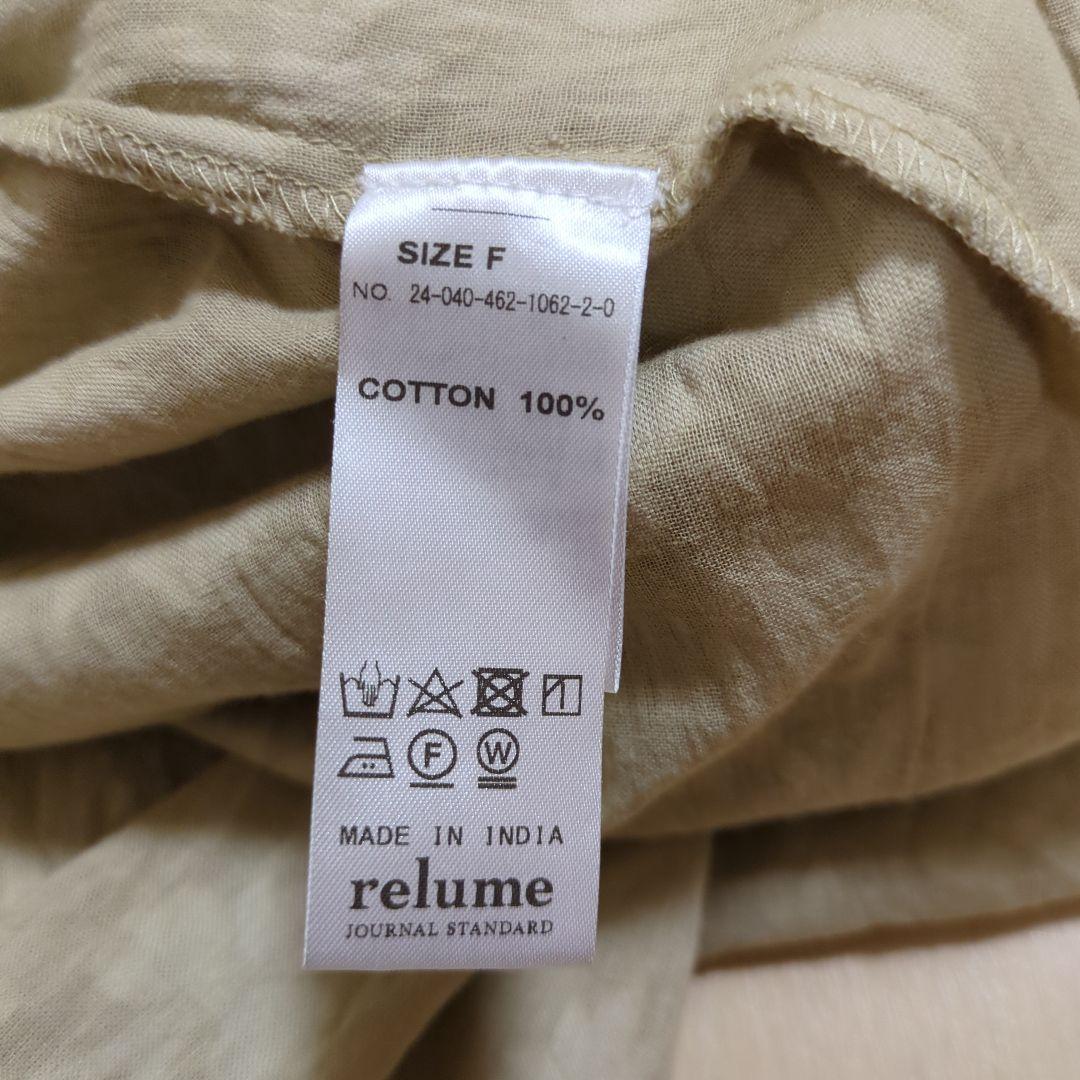 SIZE F
NO. 24-040-462-1062-2-0
COTTON 100%
F W
MADE IN INDIA
relume
JOURNAL STANDARD